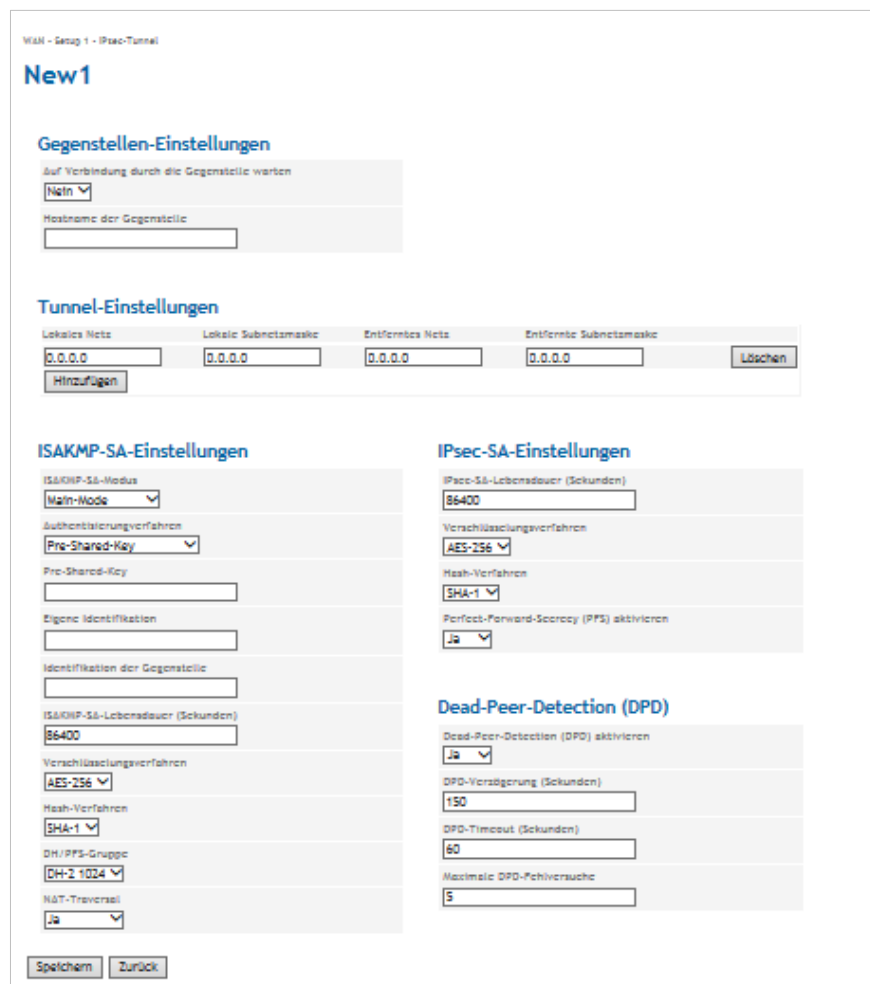 WAN - Setup 1 - IPsec-Tunnel
New1
Gegenstellen-Einstellungen
Auf Verbindung durch die Gegenstelle warten
Nein
Hostname der Gegenstelle
Tunnel-Einstellungen
Lokales Netz Lokale Subnetzmaske Entferntes Netz Entfernte Subnetzmaske
0.0.0.0 0.0.0.0 0.0.0.0 0.0.0.0 Löschen
Hinzufügen
ISAKMP-SA-Einstellungen
ISAKMP-SA-Modus
Main-Mode
Authentisierungverfahren
Pre-Shared-Key
Pre-Shared-Key
Eigene Identifikation
Identifikation der Gegenstelle
ISAKMP-SA-Lebensdauer (Sekunden)
86400
Verschlüsselungsverfahren
AES-256
Hash-Verfahren
SHA-1
DH/PFS-Gruppe
DH-2 1024
NAT-Traversal
Ja
IPsec-SA-Einstellungen
IPsec-SA-Lebensdauer (Sekunden)
86400
Verschlüsselungsverfahren
AES-256
Hash-Verfahren
SHA-1
Perfect-Forward-Secrecy (PFS) aktivieren
Ja
Dead-Peer-Detection (DPD)
Dead-Peer-Detection (DPD) aktivieren
Ja
DPD-Verzögerung (Sekunden)
150
DPD-Timeout (Sekunden)
60
Maximale DPD-Fehlversuche
5
Speichern Zurück